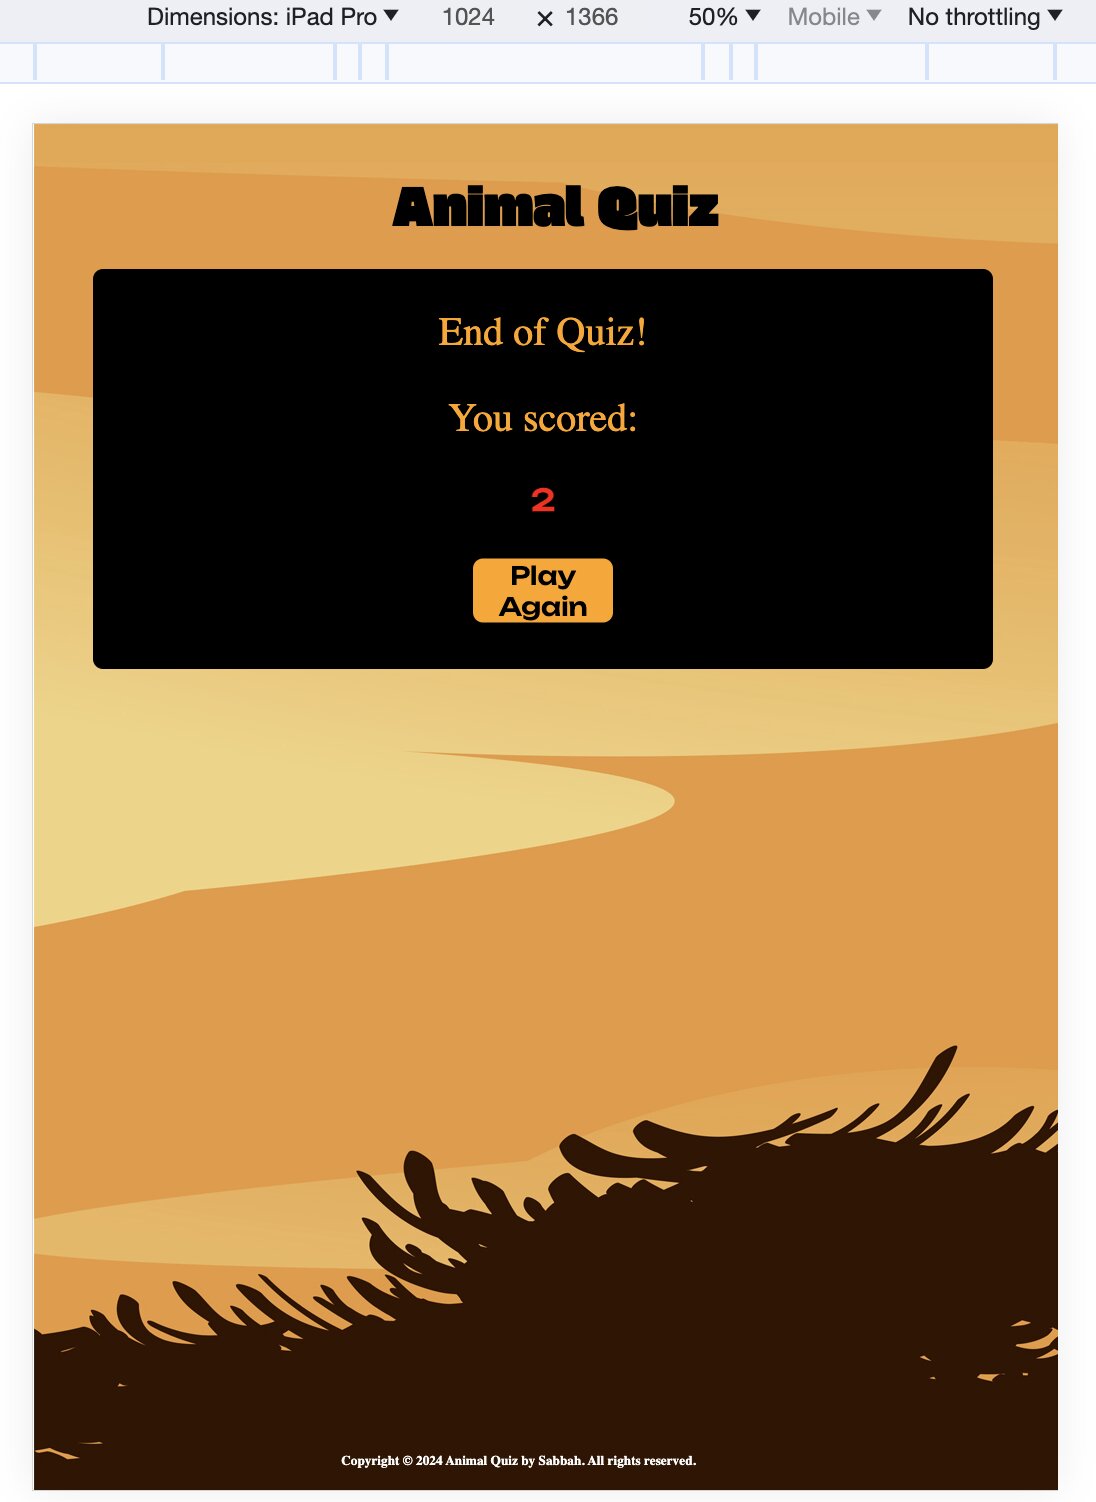 Dimensions: iPad Pro ▼ 1024 × 1366 50% ▼ Mobile ▼ No throttling ▼
Animal Quiz
End of Quiz!
You scored:
2
Play
Again
Copyright © 2024 Animal Quiz by Sabbah. All rights reserved.